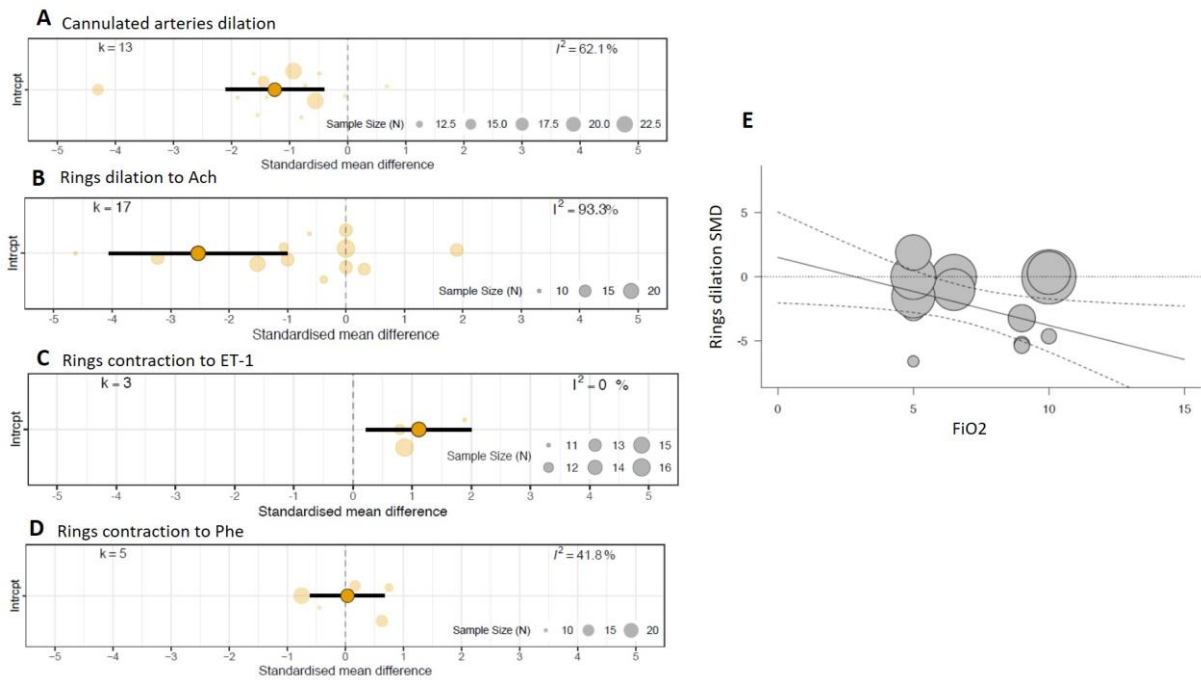 A Cannulated arteries dilation
k = 13
I² = 62.1 %
Intrcpt
Sample Size (N) 12.5 15.0 17.5 20.0 22.5
-5 -4 -3 -2 -1 0 1 2 3 4 5
Standardised mean difference
B Rings dilation to Ach
k = 17
I² = 93.3%
Intrcpt
Sample Size (N) 10 15 20
-5 -4 -3 -2 -1 0 1 2 3 4 5
Standardised mean difference
C Rings contraction to ET-1
k = 3
I² = 0 %
Intrcpt
Sample Size (N)
11 13 15
12 14 16
-5 -4 -3 -2 -1 0 1 2 3 4 5
Standardised mean difference
D Rings contraction to Phe
k = 5
I² = 41.8 %
Intrcpt
Sample Size (N) 10 15 20
-5 -4 -3 -2 -1 0 1 2 3 4 5
Standardised mean difference
E
Rings dilation SMD
5
0
-5
0 5 10 15
FiO2